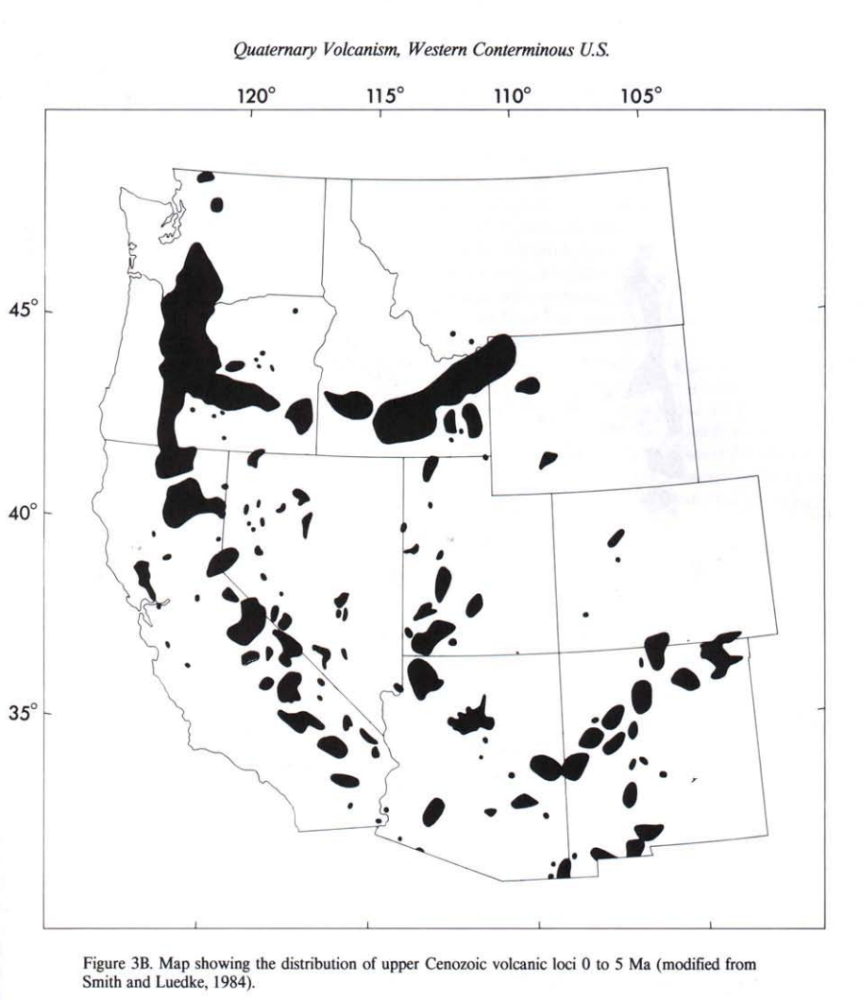 Quaternary Volcanism, Western Conterminous U.S.
120° 115° 110° 105°
45°
40°
35°
Figure 3B. Map showing the distribution of upper Cenozoic volcanic loci 0 to 5 Ma (modified from
Smith and Luedke, 1984).